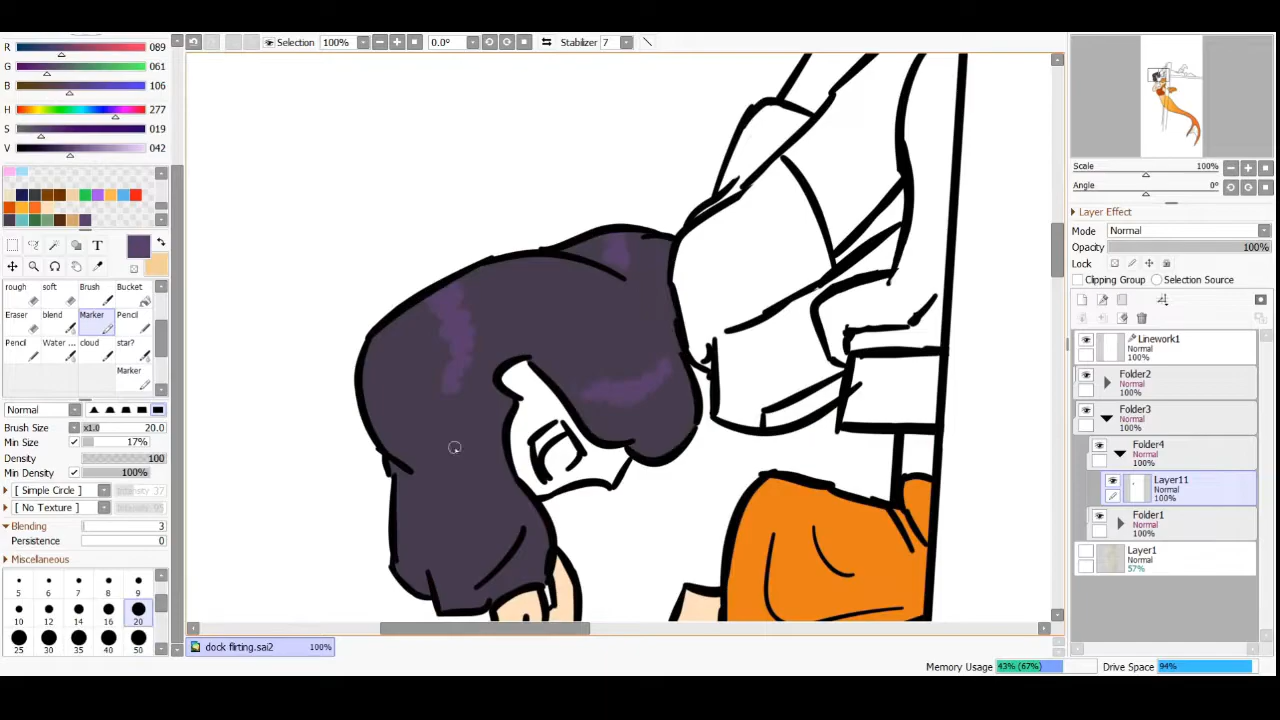 R 089
G 061
B 106
H 277
S 019
V 042
Selection 100% 0.0° Stabilizer 7
T
rough soft Brush Bucket
Eraser blend Marker Pencil
Pencil Water ... cloud star?
Marker
Normal
Brush Size x1.0 20.0
Min Size 17%
Density 100
Min Density 100%
[ Simple Circle ] Intensity 37
[ No Texture ] Intensity 95
Blending 3
Persistence 0
Miscellaneous
5 6 7 8 9
10 12 14 16 20
25 30 35 40 50
dock flirting.sai2 100%
Memory Usage 43% (67%) Drive Space 94%
Scale 100%
Angle 0°
Layer Effect
Mode Normal
Opacity 100%
Lock
Clipping Group Selection Source
Linework1
Normal
100%
Folder2
Normal
100%
Folder3
Normal
100%
Folder4
Normal
100%
Layer11
Normal
100%
Folder1
Normal
100%
Layer1
Normal
57%